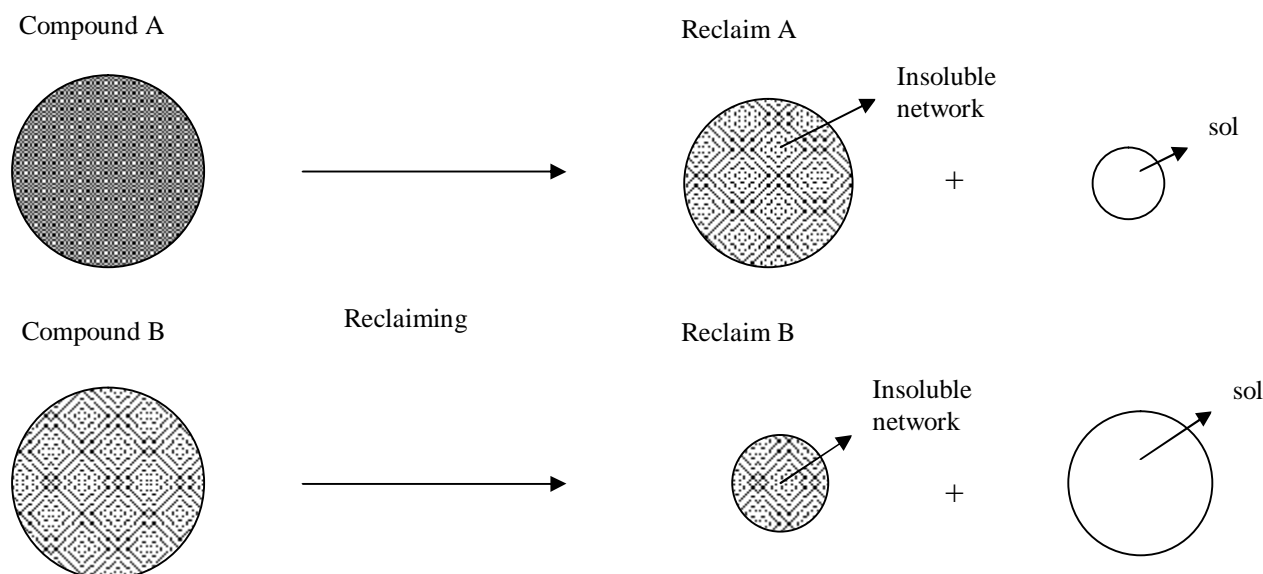 Compound A
Reclaim A
Insoluble
network
sol
+
Compound B
Reclaiming
Reclaim B
Insoluble
network
sol
+